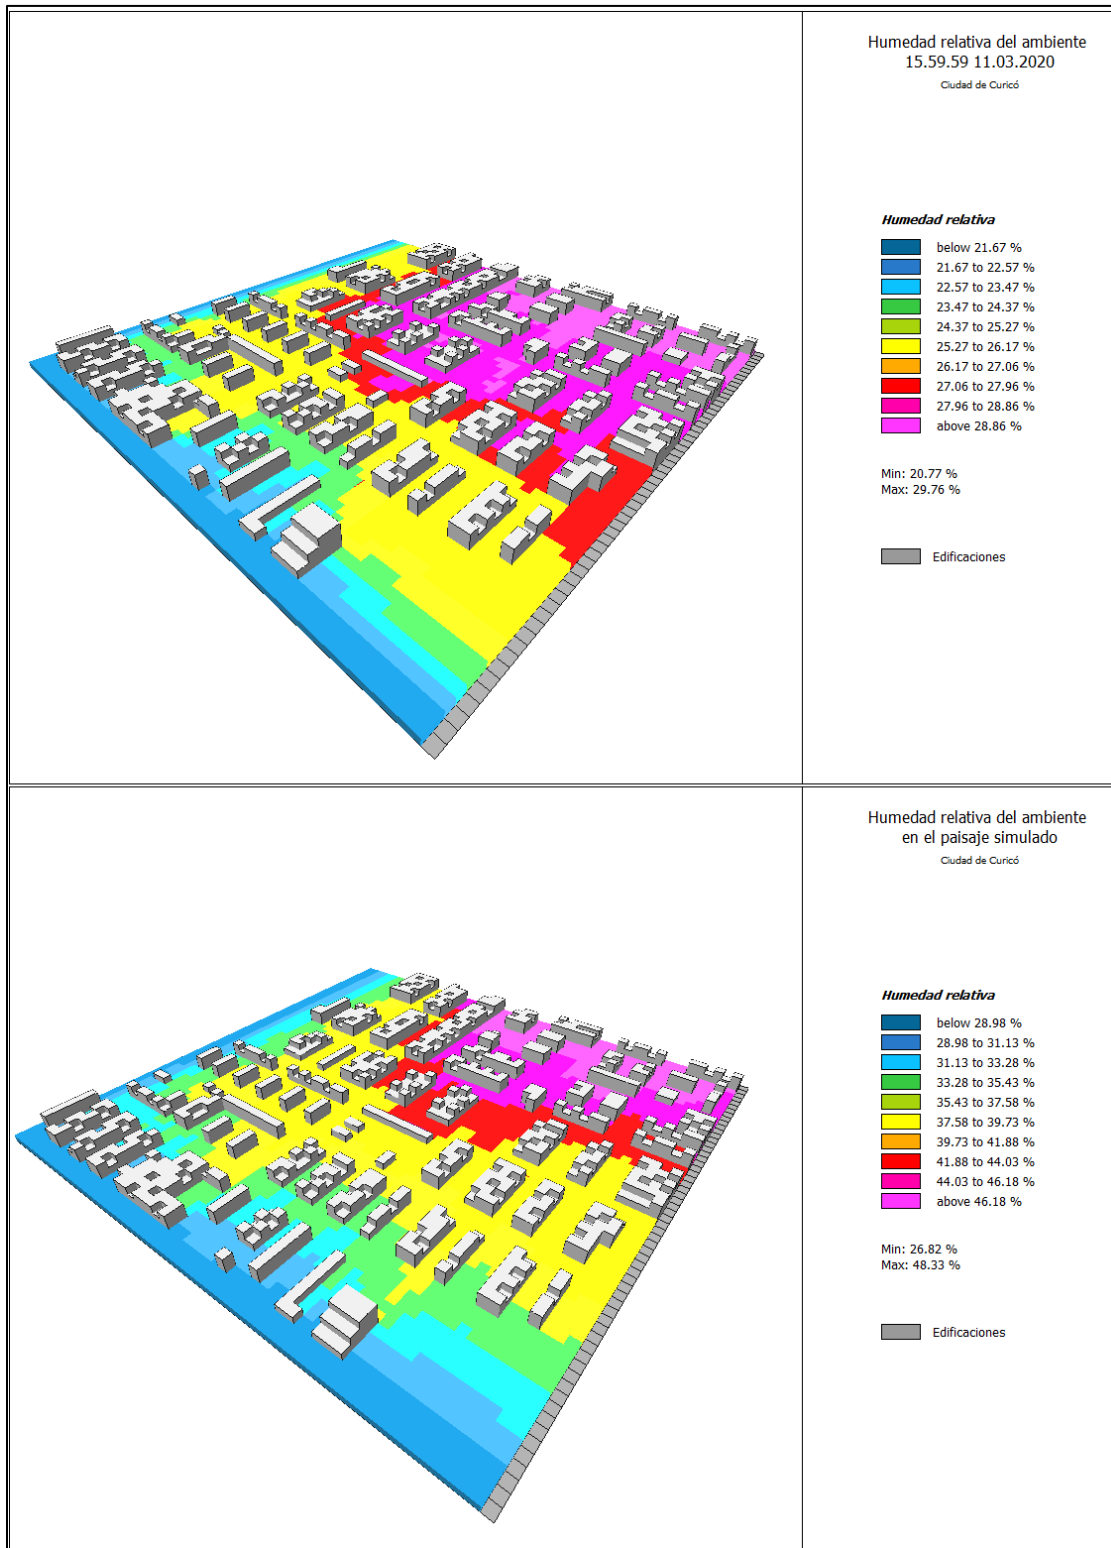 Humedad relativa del ambiente
15.59.59 11.03.2020
Ciudad de Curicó
Humedad relativa
below 21.67 %
21.67 to 22.57 %
22.57 to 23.47 %
23.47 to 24.37 %
24.37 to 25.27 %
25.27 to 26.17 %
26.17 to 27.06 %
27.06 to 27.96 %
27.96 to 28.86 %
above 28.86 %
Min: 20.77 %
Max: 29.76 %
Edificaciones
Humedad relativa del ambiente
en el paisaje simulado
Ciudad de Curicó
Humedad relativa
below 28.98 %
28.98 to 31.13 %
31.13 to 33.28 %
33.28 to 35.43 %
35.43 to 37.58 %
37.58 to 39.73 %
39.73 to 41.88 %
41.88 to 44.03 %
44.03 to 46.18 %
above 46.18 %
Min: 26.82 %
Max: 48.33 %
Edificaciones